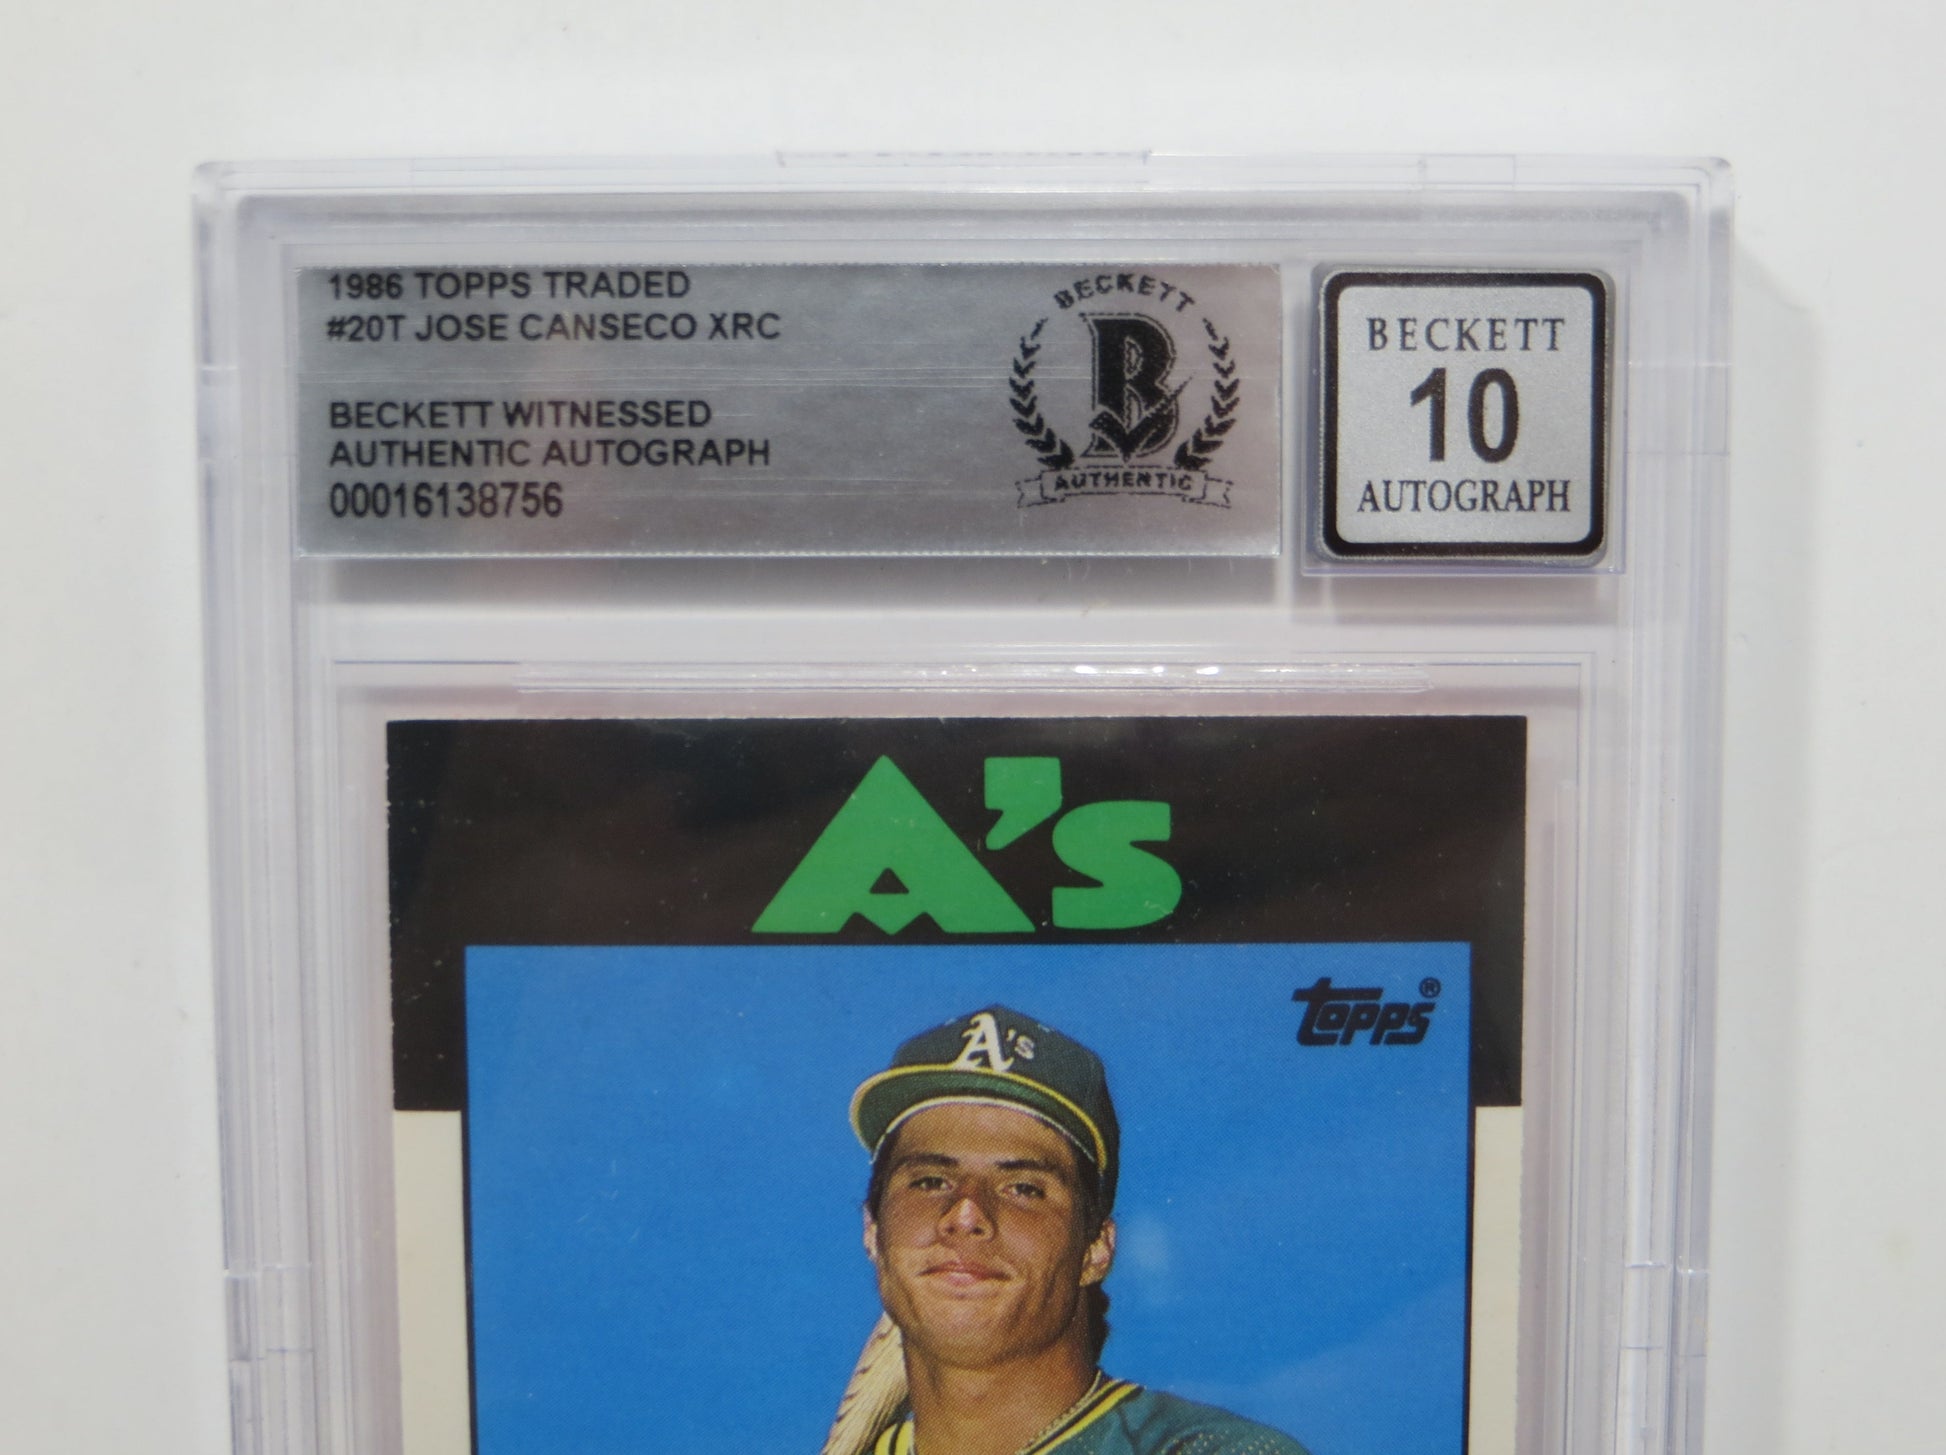 1986 TOPPS TRADED
#20T JOSE CANSECO XRC
BECKETT WITNESSED
AUTHENTIC AUTOGRAPH
00016138756
BECKETT
B
AUTHENTIC
BECKETT
10
AUTOGRAPH
A's
topps®
A's